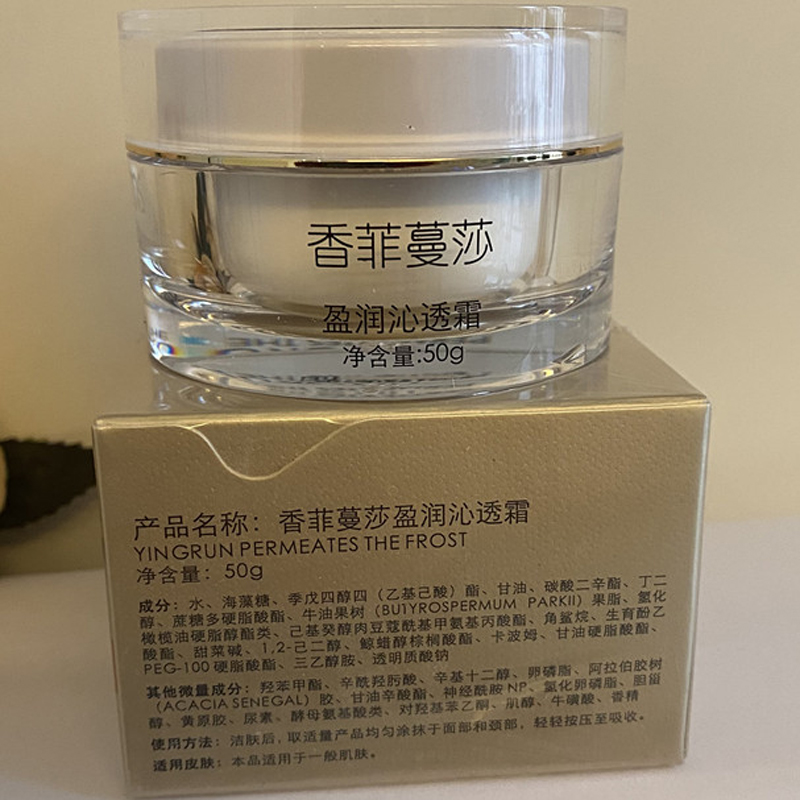 香菲蔓莎
盈润沁透霜
净含量:50g
产品名称：香菲蔓莎盈润沁透霜
YINGRUN PERMEATES THE FROST
净含量：50g
成分：水、海藻糖、季戊四醇四（乙基己酸）酯、甘油、碳酸二辛酯、丁二
醇、蔗糖多硬脂酸酯、牛油果树（BUTYROSPERMUM PARKII）果脂、氢化
橄榄油硬脂醇酯类、己基癸醇肉豆蔻酰基甲氨基丙酸酯、角鲨烷、生育酚乙
酸酯、甜菜碱、1,2-己二醇、鲸蜡醇棕榈酸酯、卡波姆、甘油硬脂酸酯、
PEG-100硬脂酸酯、三乙醇胺、透明质酸钠
其他微量成分：羟苯甲酯、辛酰羟肟酸、辛基十二醇、卵磷脂、阿拉伯胶树
（ACACIA SENEGAL）胶、甘油辛酸酯、神经酰胺 NP、氢化卵磷脂、胆甾
醇、黄原胶、尿素、酵母氨基酸类、对羟基苯乙酮、肌醇、牛磺酸、香精
使用方法：洁肤后，取适量产品均匀涂抹于面部和颈部，轻轻按压至吸收。
适用皮肤：本品适用于一般肌肤。